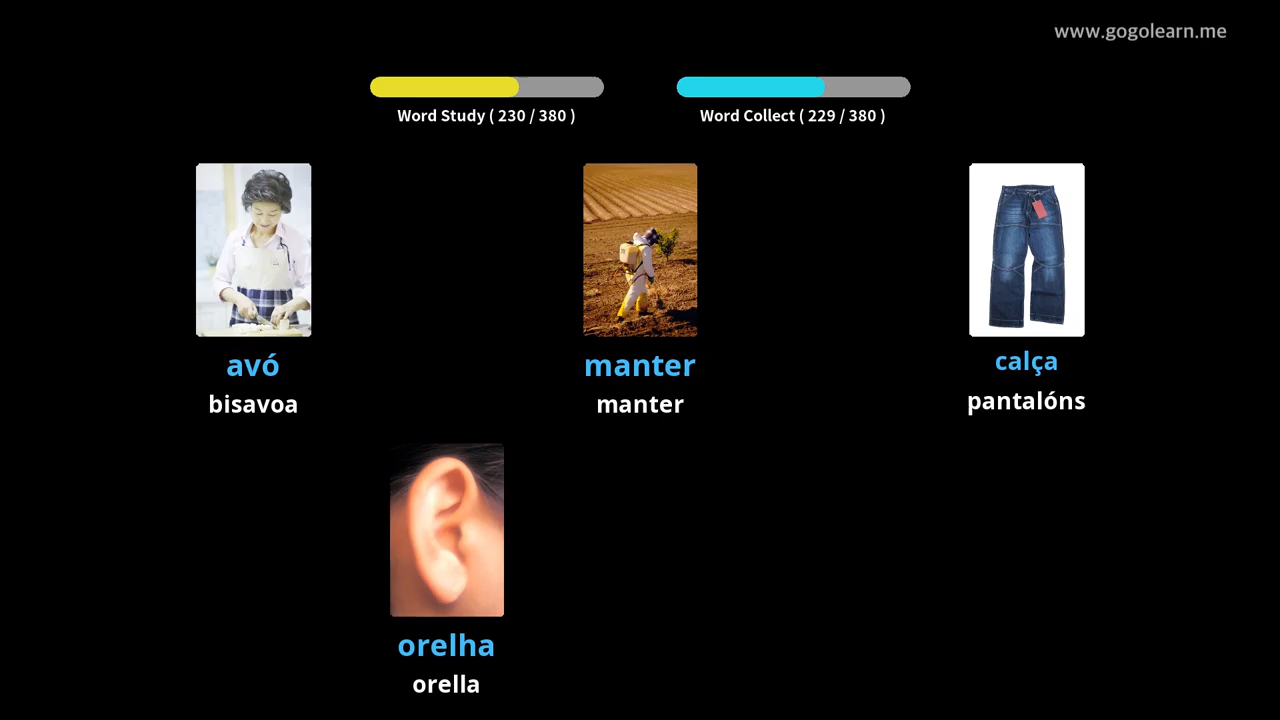 www.gogolearn.me
Word Study ( 230 / 380 )
Word Collect ( 229 / 380 )
avó
bisavoa
manter
manter
calça
pantalóns
orelha
orella